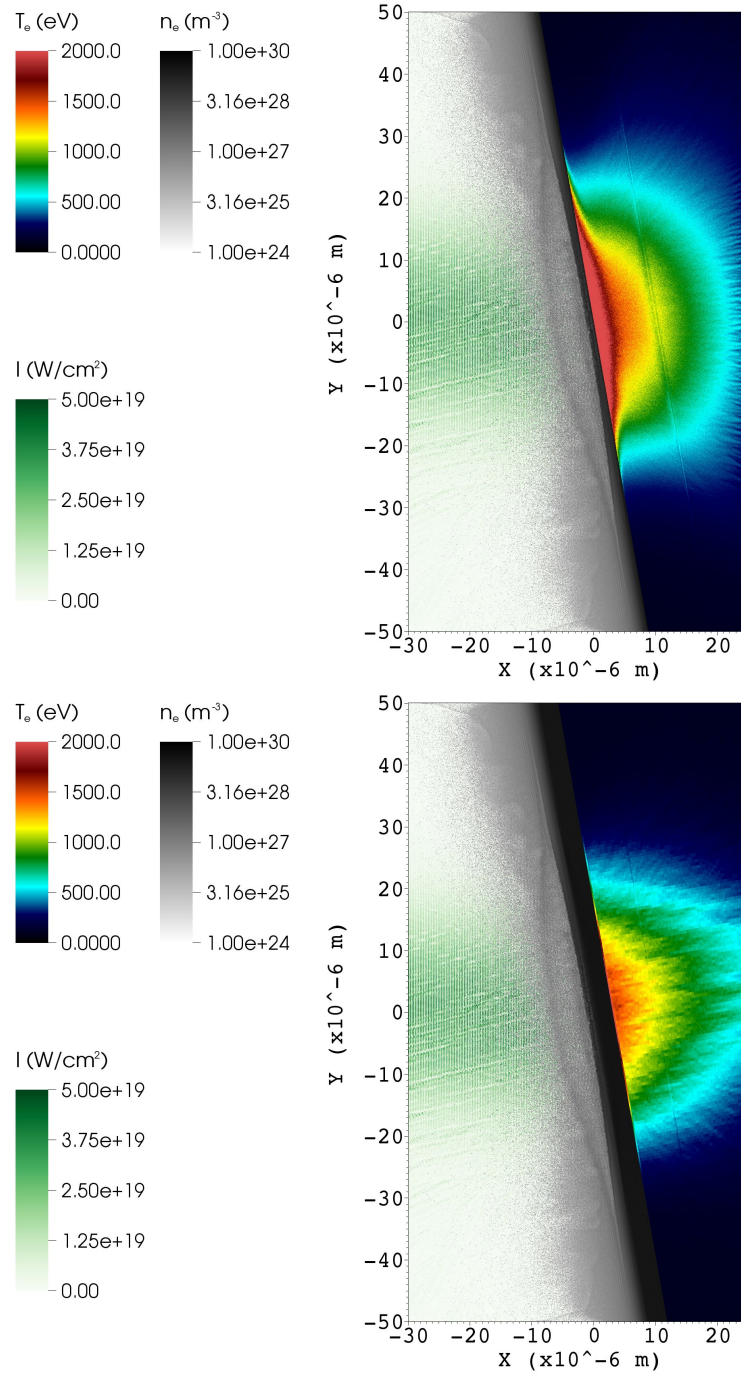 Tₑ (eV)
2000.0
1500.0
1000.0
500.00
0.0000
nₑ (m⁻³)
1.00e+30
3.16e+28
1.00e+27
3.16e+25
1.00e+24
I (W/cm²)
5.00e+19
3.75e+19
2.50e+19
1.25e+19
0.00
Y (x10^-6 m)
50
40
30
20
10
0
-10
-20
-30
-40
-50
-30 -20 -10 0 10 20
X (x10^-6 m)
Tₑ (eV)
2000.0
1500.0
1000.0
500.00
0.0000
nₑ (m⁻³)
1.00e+30
3.16e+28
1.00e+27
3.16e+25
1.00e+24
I (W/cm²)
5.00e+19
3.75e+19
2.50e+19
1.25e+19
0.00
Y (x10^-6 m)
50
40
30
20
10
0
-10
-20
-30
-40
-50
-30 -20 -10 0 10 20
X (x10^-6 m)